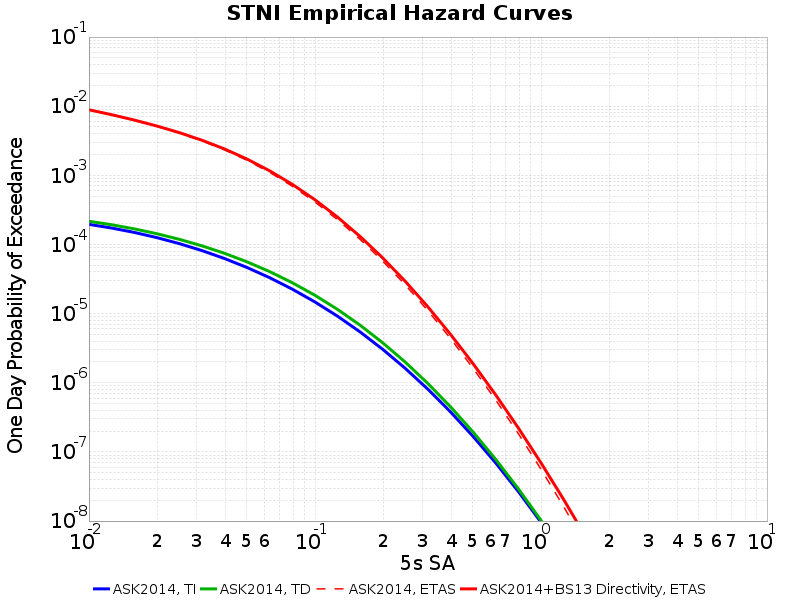 STNI Empirical Hazard Curves
One Day Probability of Exceedance
10-1
10-2
10-3
10-4
10-5
10-6
10-7
10-8
10-2 2 3 4 5 6 10-1 2 3 4 5 6 7 100 2 3 4 5 6 7 101
5s SA
ASK2014, TI ASK2014, TD ASK2014, ETAS ASK2014+BS13 Directivity, ETAS